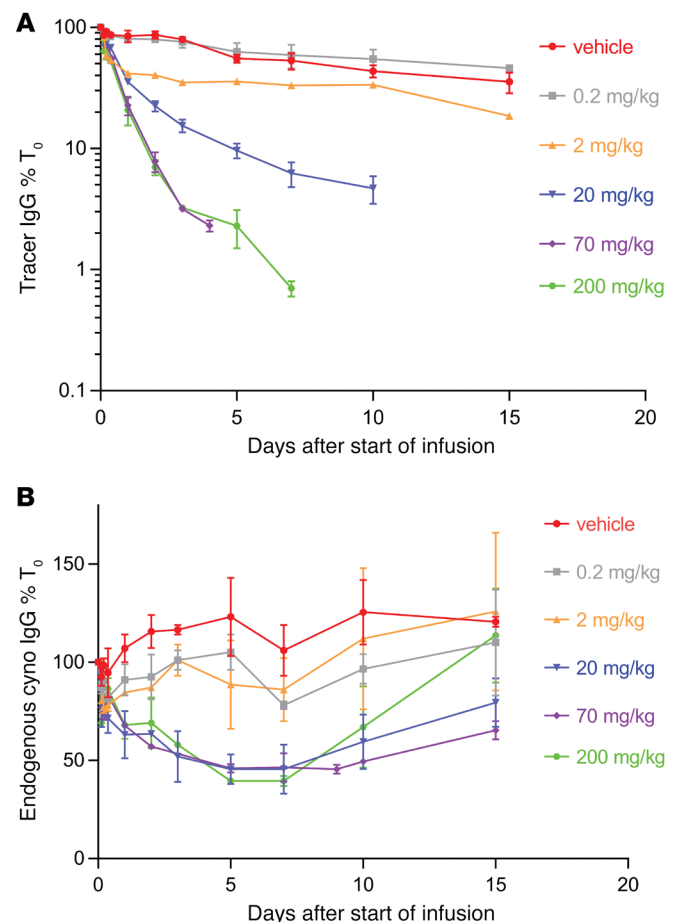 A
100
10
1
0.1
Tracer IgG % T0
0
5
10
15
20
Days after start of infusion
vehicle
0.2 mg/kg
2 mg/kg
20 mg/kg
70 mg/kg
200 mg/kg
B
150
100
50
0
Endogenous cyno IgG % T0
0
5
10
15
20
Days after start of infusion
vehicle
0.2 mg/kg
2 mg/kg
20 mg/kg
70 mg/kg
200 mg/kg